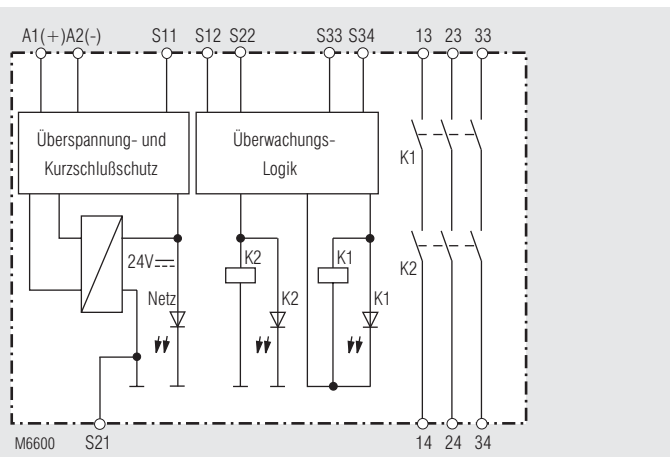 A1(+)A2(-) S11 S12 S22 S33 S34 13 23 33
Überspannung- und
Kurzschlußschutz
Überwachungs-
Logik
K1
24V
K2
K1
K2
Netz
K2
K1
M6600 S21 14 24 34